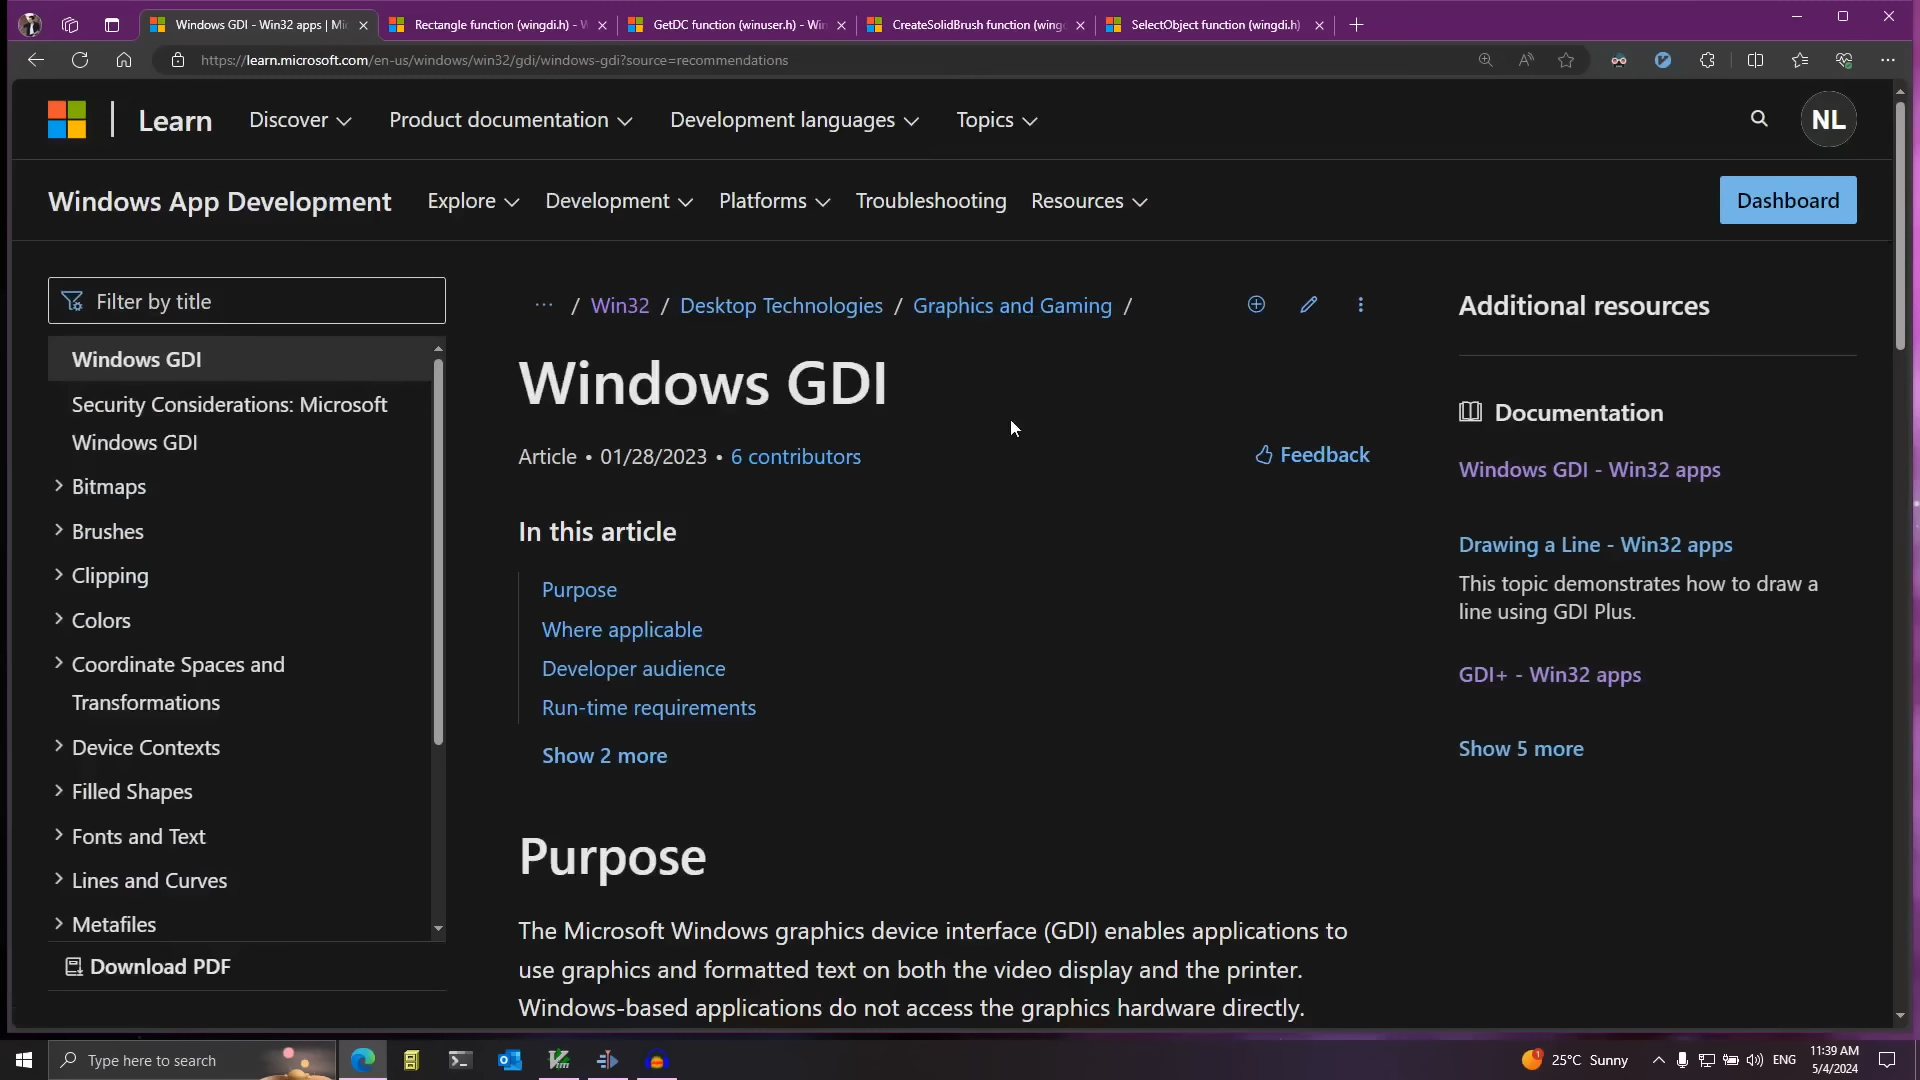 Windows GDI - Win32 apps | Mi
Rectangle function (wingdi.h) - W
GetDC function (winuser.h) - Win
CreateSolidBrush function (wing
SelectObject function (wingdi.h)
https://learn.microsoft.com/en-us/windows/win32/gdi/windows-gdi?source=recommendations
Learn
Discover
Product documentation
Development languages
Topics
NL
Windows App Development
Explore
Development
Platforms
Troubleshooting
Resources
Dashboard
Filter by title
Windows GDI
Security Considerations: Microsoft
Windows GDI
Bitmaps
Brushes
Clipping
Colors
Coordinate Spaces and
Transformations
Device Contexts
Filled Shapes
Fonts and Text
Lines and Curves
Metafiles
Download PDF
··· / Win32 / Desktop Technologies / Graphics and Gaming /
Windows GDI
Article • 01/28/2023 • 6 contributors
Feedback
In this article
Purpose
Where applicable
Developer audience
Run-time requirements
Show 2 more
Purpose
The Microsoft Windows graphics device interface (GDI) enables applications to
use graphics and formatted text on both the video display and the printer.
Windows-based applications do not access the graphics hardware directly.
Additional resources
Documentation
Windows GDI - Win32 apps
Drawing a Line - Win32 apps
This topic demonstrates how to draw a
line using GDI Plus.
GDI+ - Win32 apps
Show 5 more
Type here to search
1
25°C Sunny
ENG
11:39 AM
5/4/2024